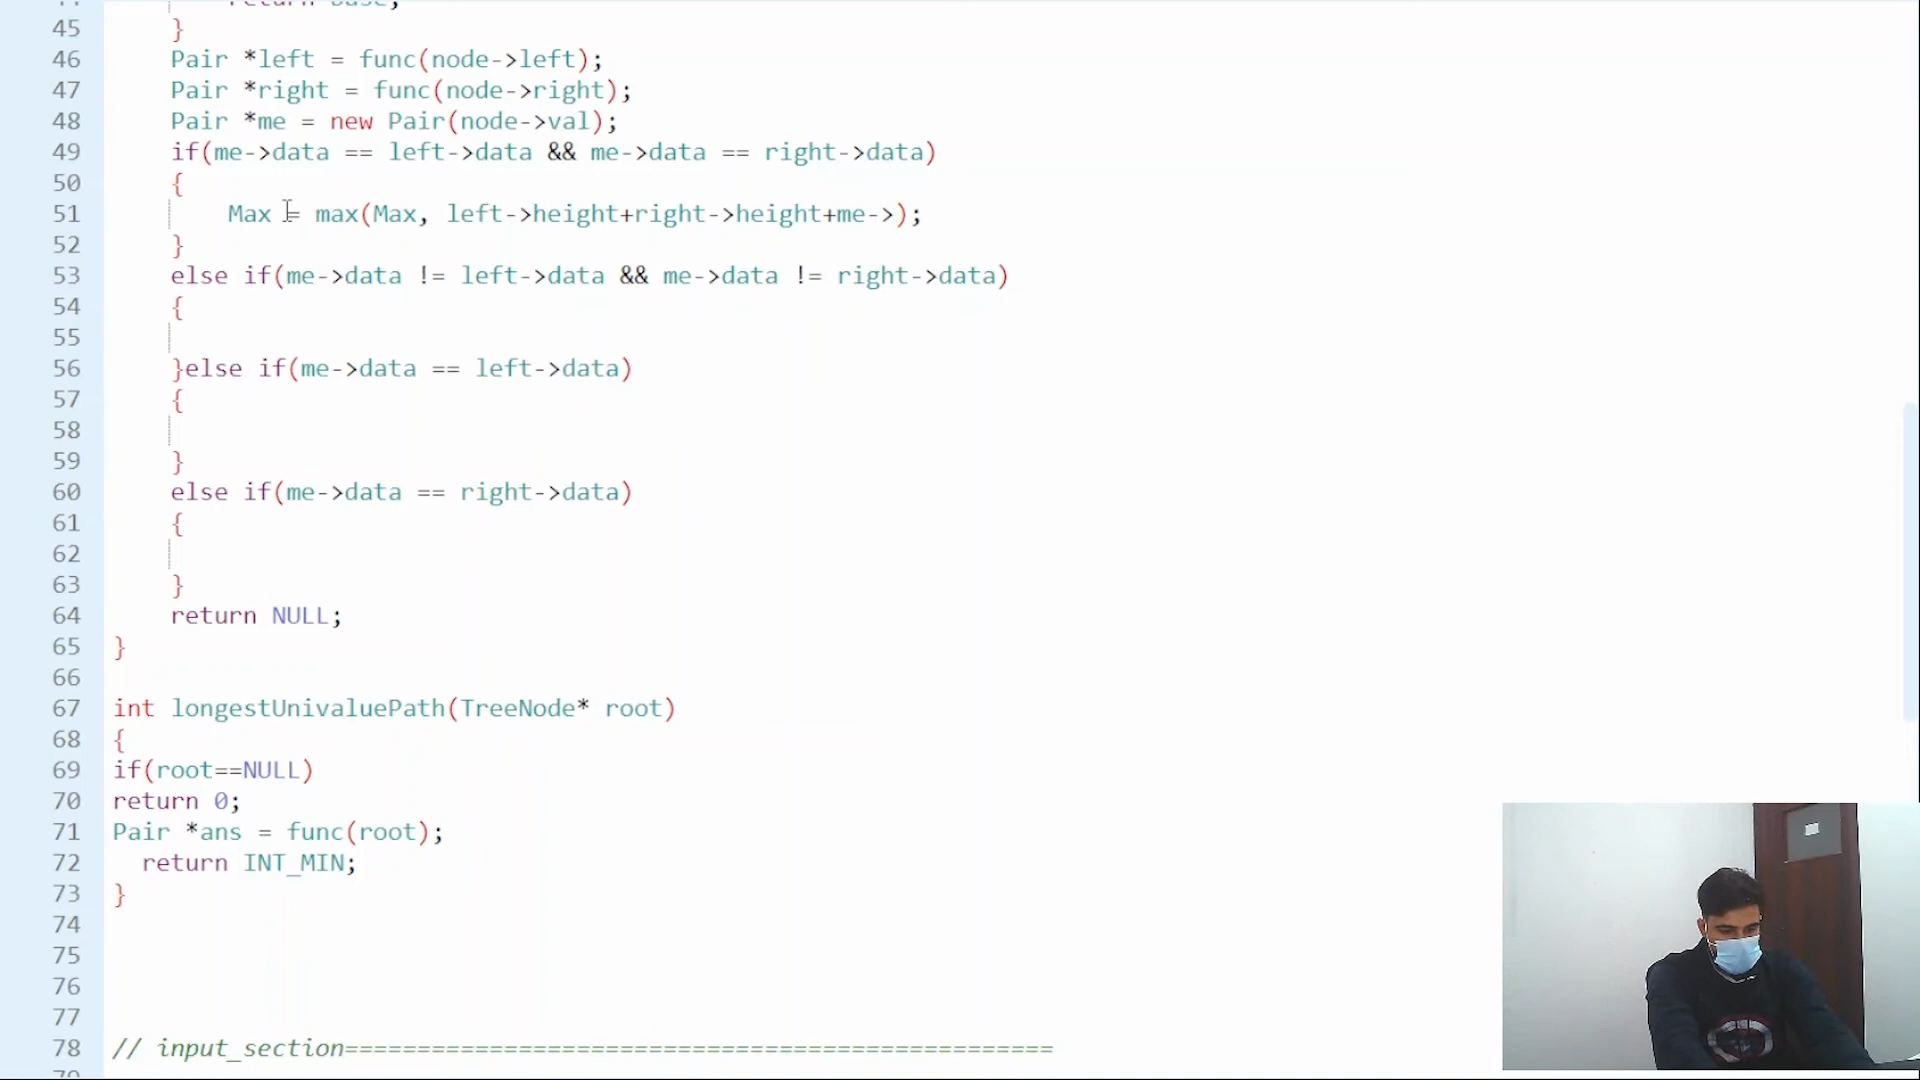 45 }
46 Pair *left = func(node->left);
47 Pair *right = func(node->right);
48 Pair *me = new Pair(node->val);
49 if(me->data == left->data && me->data == right->data)
50 {
51 Max = max(Max, left->height+right->height+me->);
52 }
53 else if(me->data != left->data && me->data != right->data)
54 {
55
56 }else if(me->data == left->data)
57 {
58
59 }
60 else if(me->data == right->data)
61 {
62
63 }
64 return NULL;
65 }
66
67 int longestUnivaluePath(TreeNode* root)
68 {
69 if(root==NULL)
70 return 0;
71 Pair *ans = func(root);
72 return INT_MIN;
73 }
74
75
76
77
78 // input_section=================================================